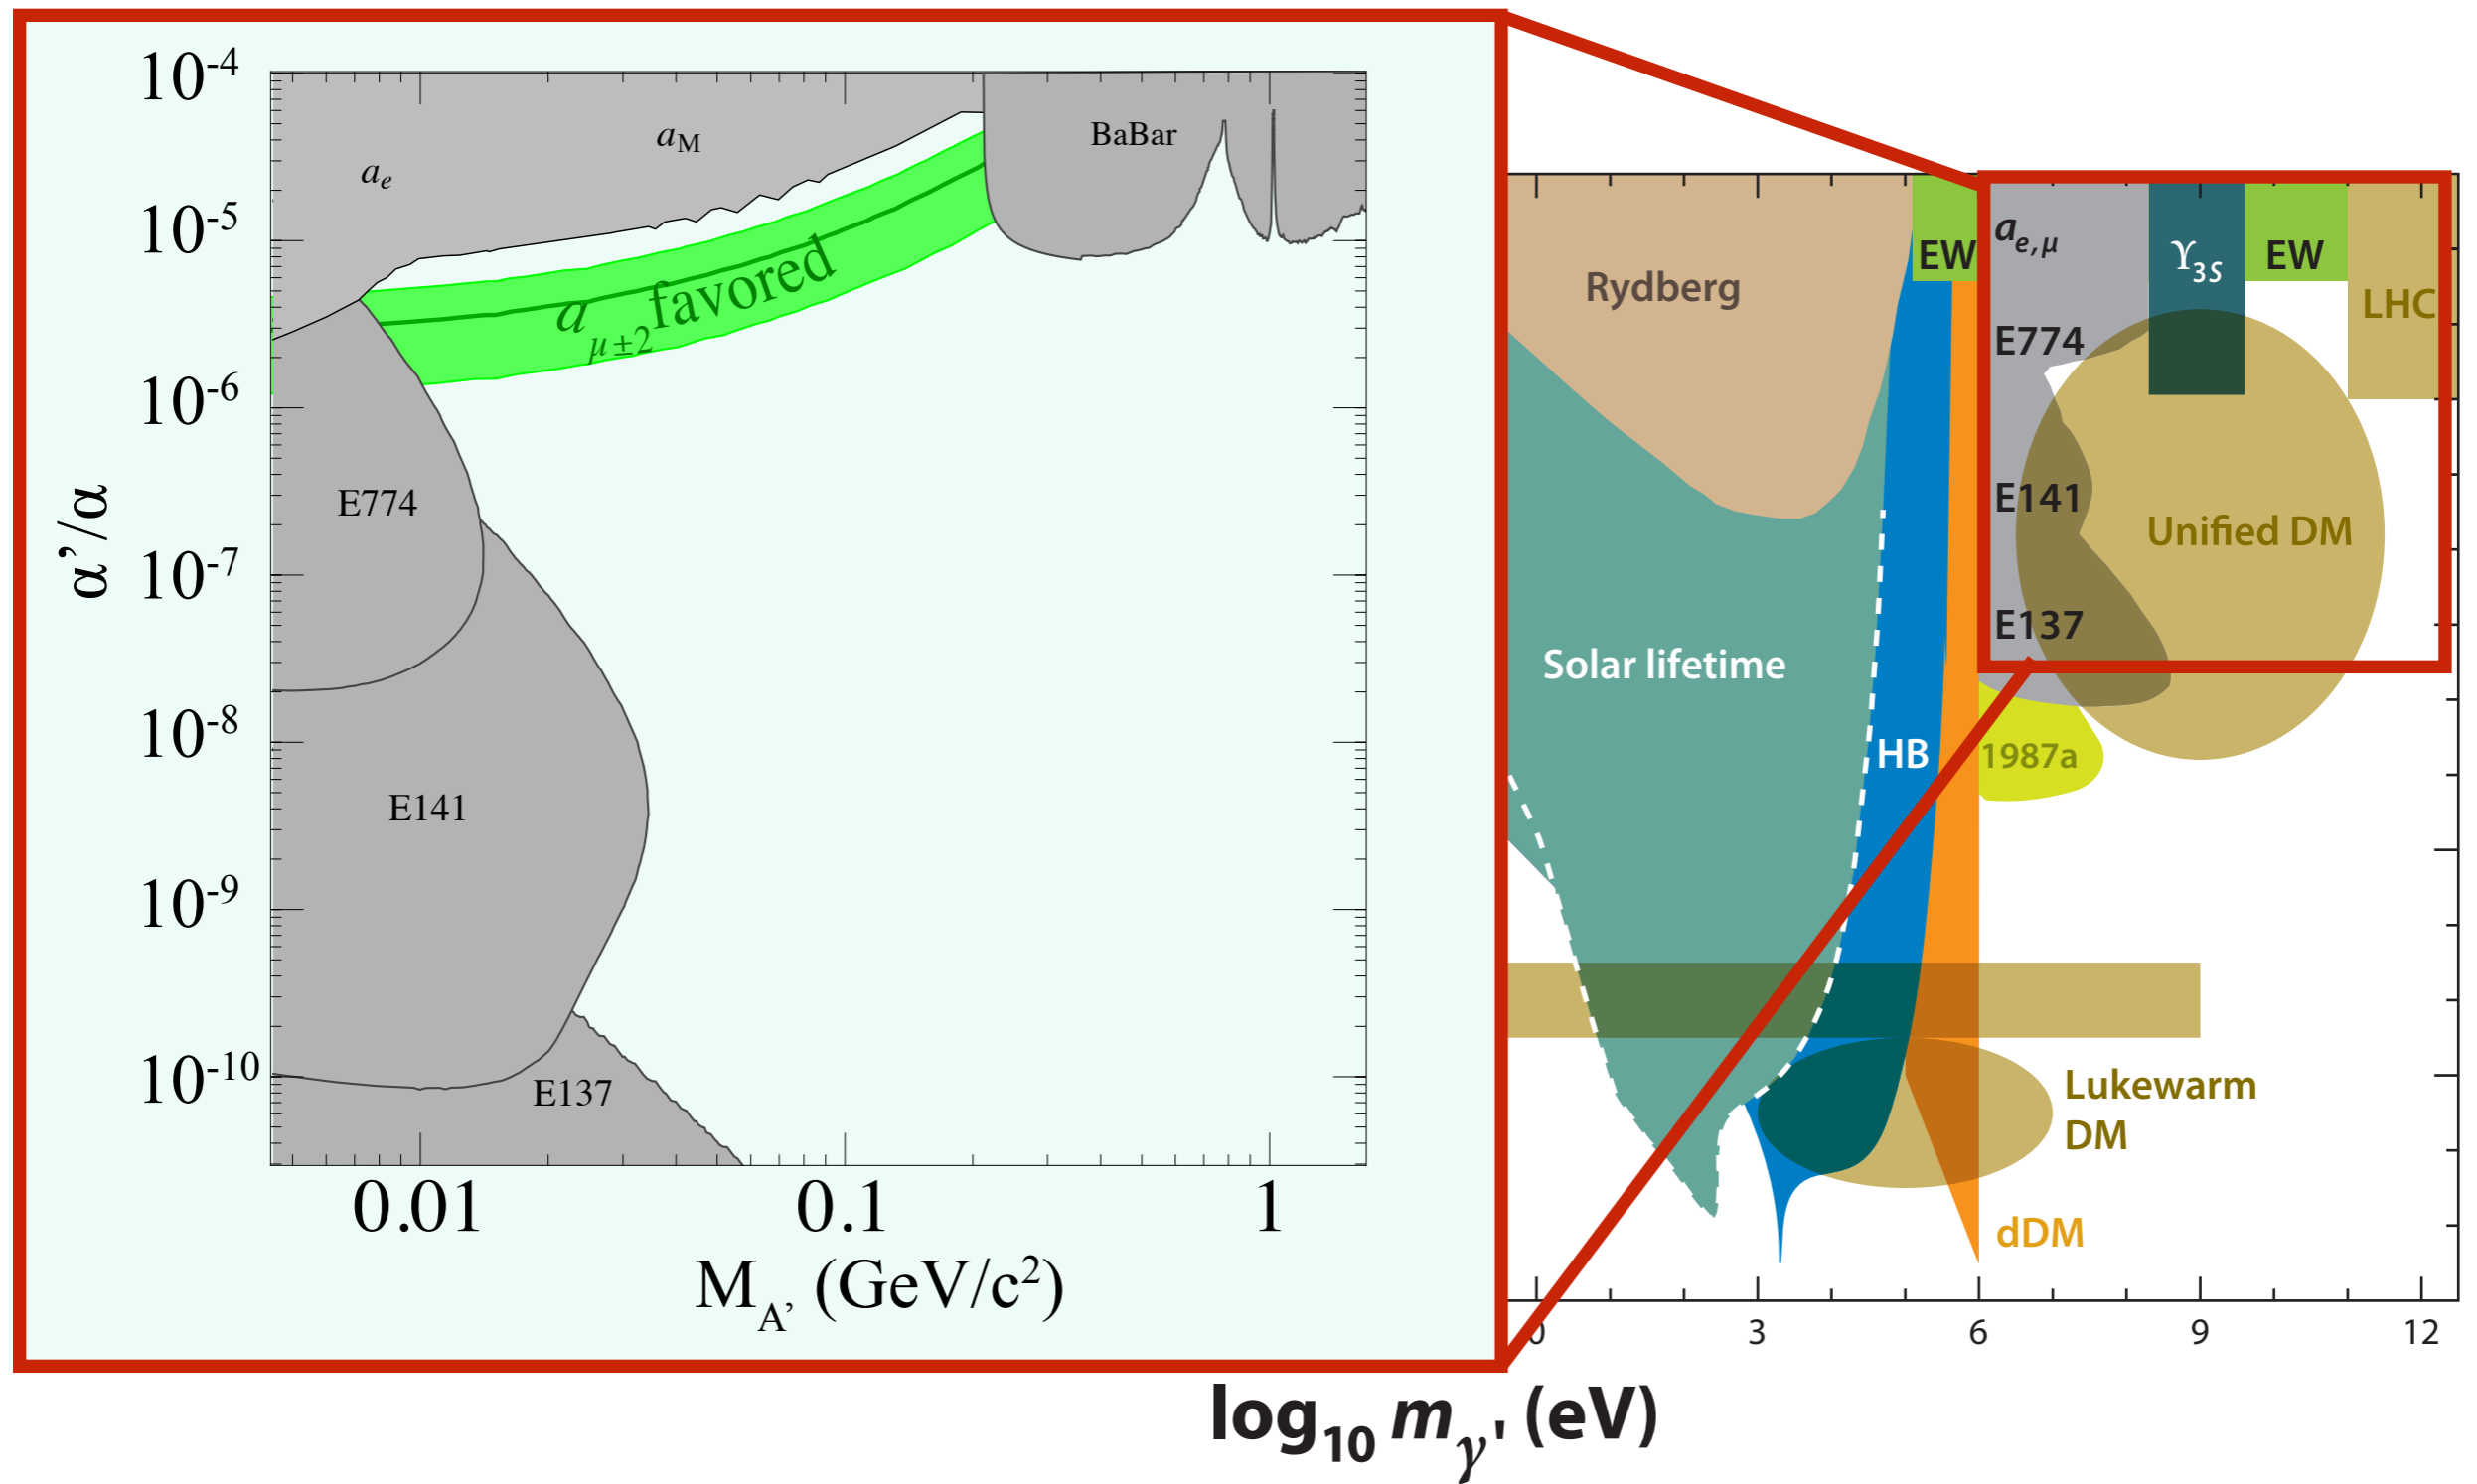 10-4
10-5
10-6
10-7
10-8
10-9
10-10
α'/α
ae
aM
BaBar
a μ±2 favored
E774
E141
E137
0.01 0.1 1
MA' (GeV/c2)
Rydberg
EW
ae,μ
ϒ3S
EW
LHC
E774
E141
Unified DM
E137
Solar lifetime
HB
1987a
Lukewarm
DM
dDM
0 3 6 9 12
log10 mγ' (eV)